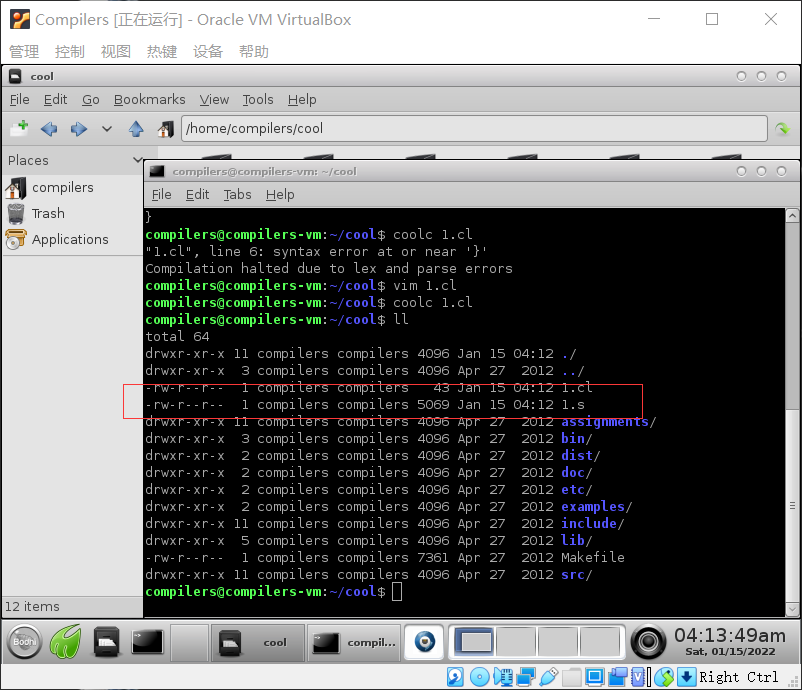 Compilers [正在运行] - Oracle VM VirtualBox
管理 控制 视图 热键 设备 帮助
cool
File Edit Go Bookmarks View Tools Help
/home/compilers/cool
Places
compilers
Trash
Applications
12 items
compilers@compilers-vm: ~/cool
File Edit Tabs Help
}
compilers@compilers-vm:~/cool$ coolc 1.cl
"1.cl", line 6: syntax error at or near '}'
Compilation halted due to lex and parse errors
compilers@compilers-vm:~/cool$ vim 1.cl
compilers@compilers-vm:~/cool$ coolc 1.cl
compilers@compilers-vm:~/cool$ ll
total 64
drwxr-xr-x 11 compilers compilers 4096 Jan 15 04:12 ./
drwxr-xr-x  3 compilers compilers 4096 Apr 27  2012 ../
-rw-r--r--  1 compilers compilers   43 Jan 15 04:12 1.cl
-rw-r--r--  1 compilers compilers 5069 Jan 15 04:12 1.s
drwxr-xr-x 11 compilers compilers 4096 Apr 27  2012 assignments/
drwxr-xr-x  3 compilers compilers 4096 Apr 27  2012 bin/
drwxr-xr-x  2 compilers compilers 4096 Apr 27  2012 dist/
drwxr-xr-x  2 compilers compilers 4096 Apr 27  2012 doc/
drwxr-xr-x  2 compilers compilers 4096 Apr 27  2012 etc/
drwxr-xr-x  2 compilers compilers 4096 Apr 27  2012 examples/
drwxr-xr-x 11 compilers compilers 4096 Apr 27  2012 include/
drwxr-xr-x  5 compilers compilers 4096 Apr 27  2012 lib/
-rw-r--r--  1 compilers compilers 7361 Apr 27  2012 Makefile
drwxr-xr-x 11 compilers compilers 4096 Apr 27  2012 src/
compilers@compilers-vm:~/cool$
Bodhi
cool
compil...
04:13:49am
Sat, 01/15/2022
Right Ctrl